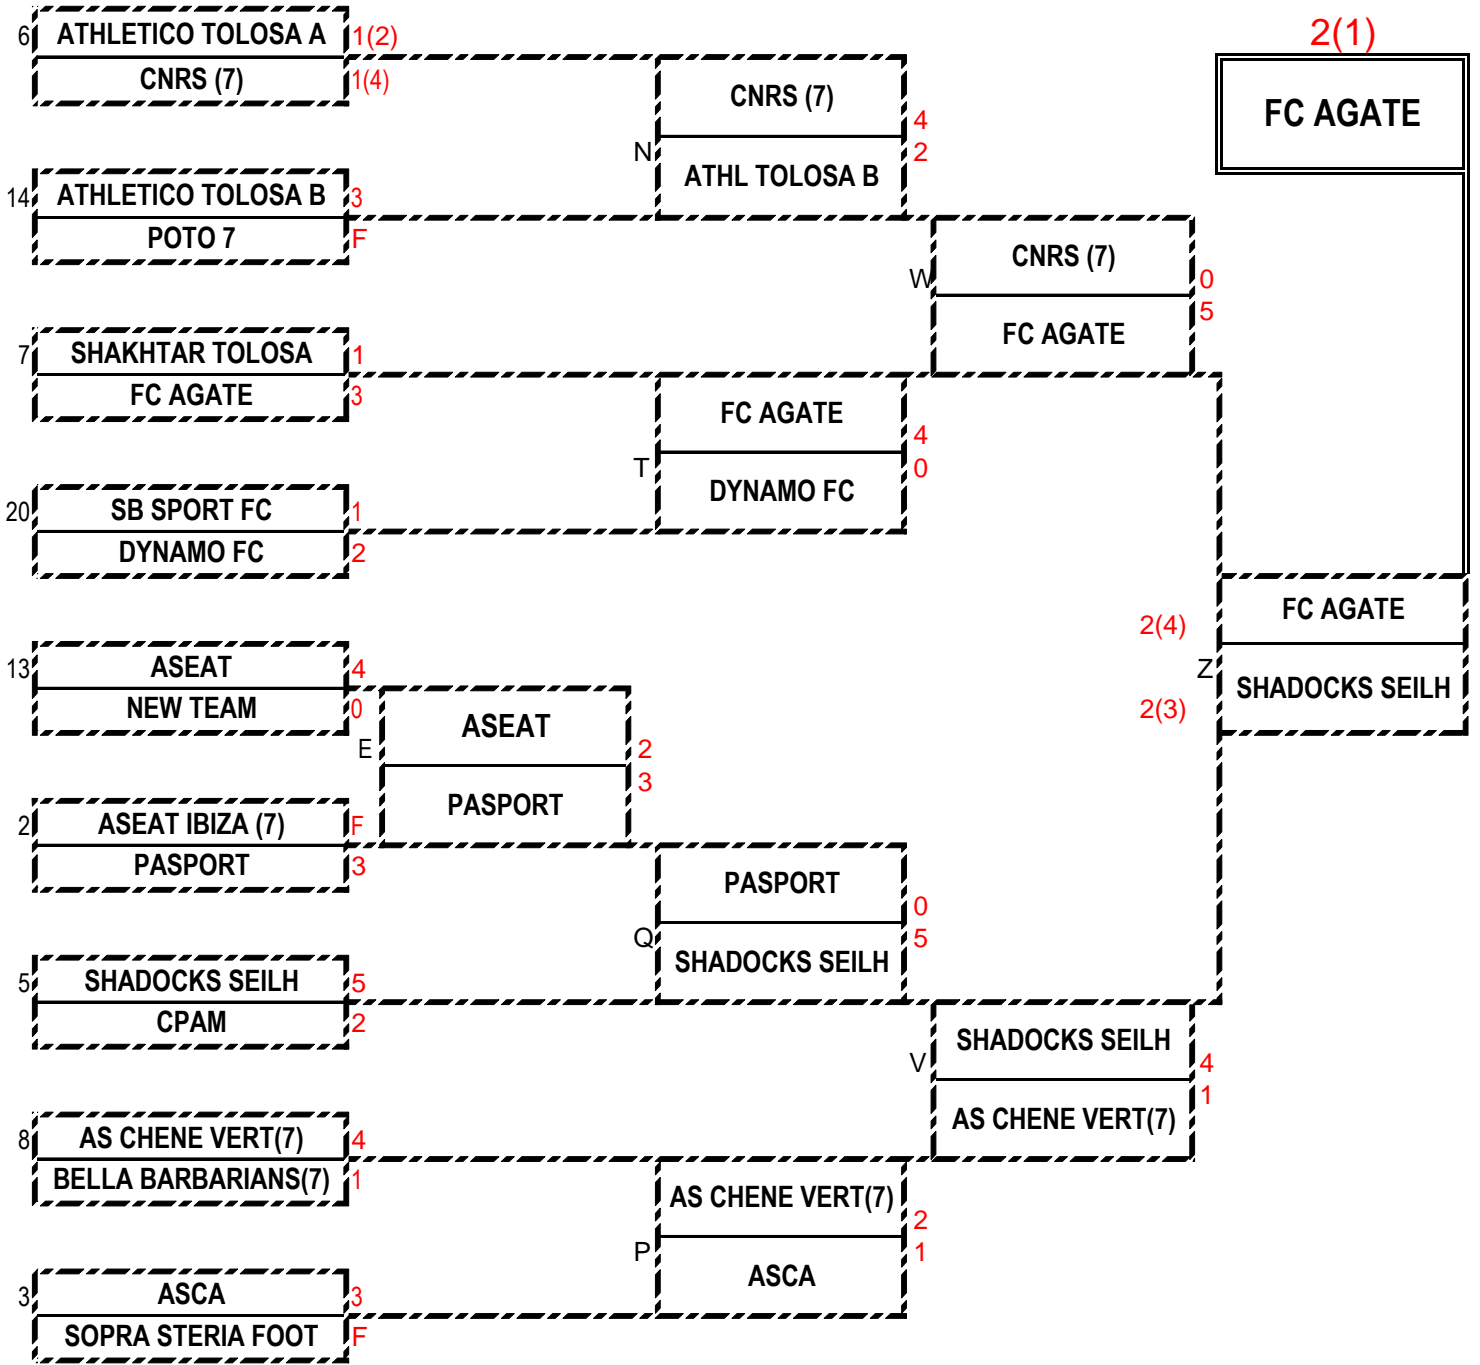 6 ATHLETICO TOLOSA A 1(2)
CNRS (7) 1(4)
14 ATHLETICO TOLOSA B 3
POTO 7 F
7 SHAKHTAR TOLOSA 1
FC AGATE 3
20 SB SPORT FC 1
DYNAMO FC 2
13 ASEAT 4
NEW TEAM 0
2 ASEAT IBIZA (7) F
PASPORT 3
5 SHADOCKS SEILH 5
CPAM 2
8 AS CHENE VERT(7) 4
BELLA BARBARIANS(7) 1
3 ASCA 3
SOPRA STERIA FOOT F
E
ASEAT 2
PASPORT 3
N
CNRS (7) 4
ATHL TOLOSA B 2
T
FC AGATE 4
DYNAMO FC 0
Q
PASPORT 0
SHADOCKS SEILH 5
P
AS CHENE VERT(7) 2
ASCA 1
W
CNRS (7) 0
FC AGATE 5
V
SHADOCKS SEILH 4
AS CHENE VERT(7) 1
Z
2(4) FC AGATE
2(3) SHADOCKS SEILH
2(1)
FC AGATE